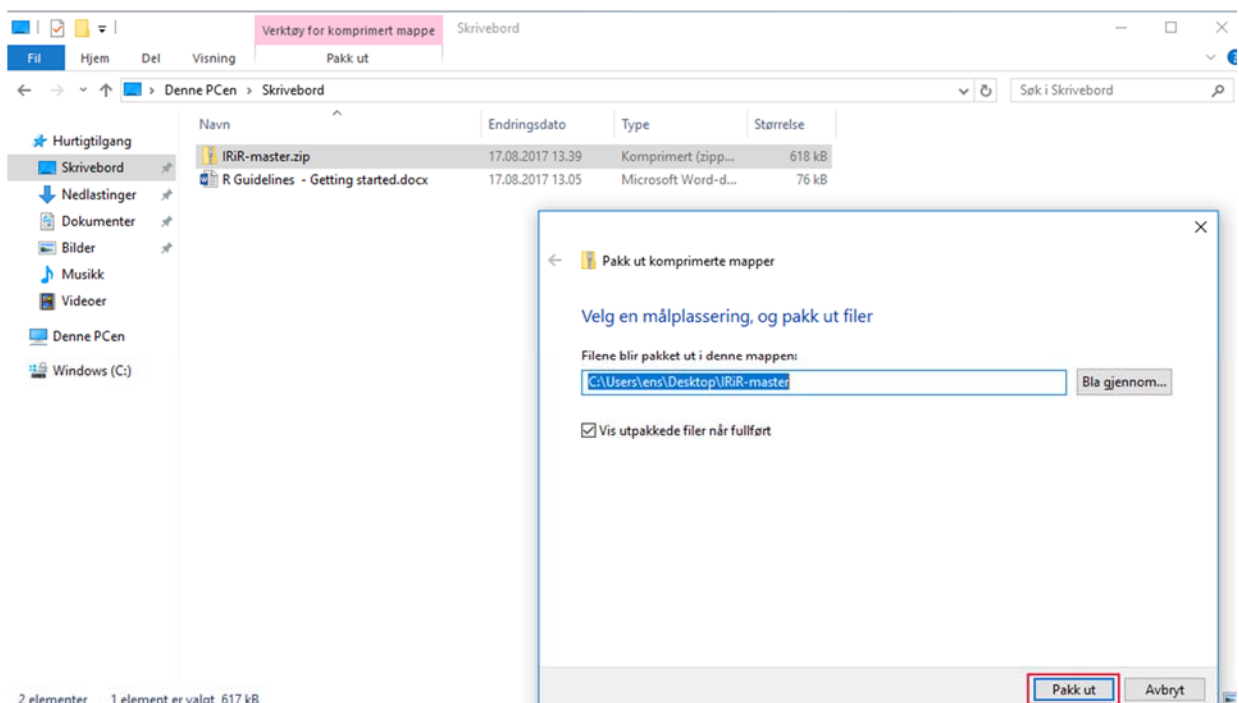 Verktøy for komprimert mappe Skrivebord
Fil Hjem Del Visning Pakk ut
Denne PCen > Skrivebord Søk i Skrivebord
Navn Endringsdato Type Størrelse
Hurtigtilgang
Skrivebord
Nedlastinger
Dokumenter
Bilder
Musikk
Videoer
Denne PCen
Windows (C:)
IRiR-master.zip 17.08.2017 13.39 Komprimert (zipp... 618 kB
R Guidelines - Getting started.docx 17.08.2017 13.05 Microsoft Word-d... 76 kB
Pakk ut komprimerte mapper
Velg en målplassering, og pakk ut filer
Filene blir pakket ut i denne mappen:
C:\Users\ens\Desktop\IRiR-master Bla gjennom...
Vis utpakkede filer når fullført
Pakk ut Avbryt
2 elementer 1 element er valgt 617 kB